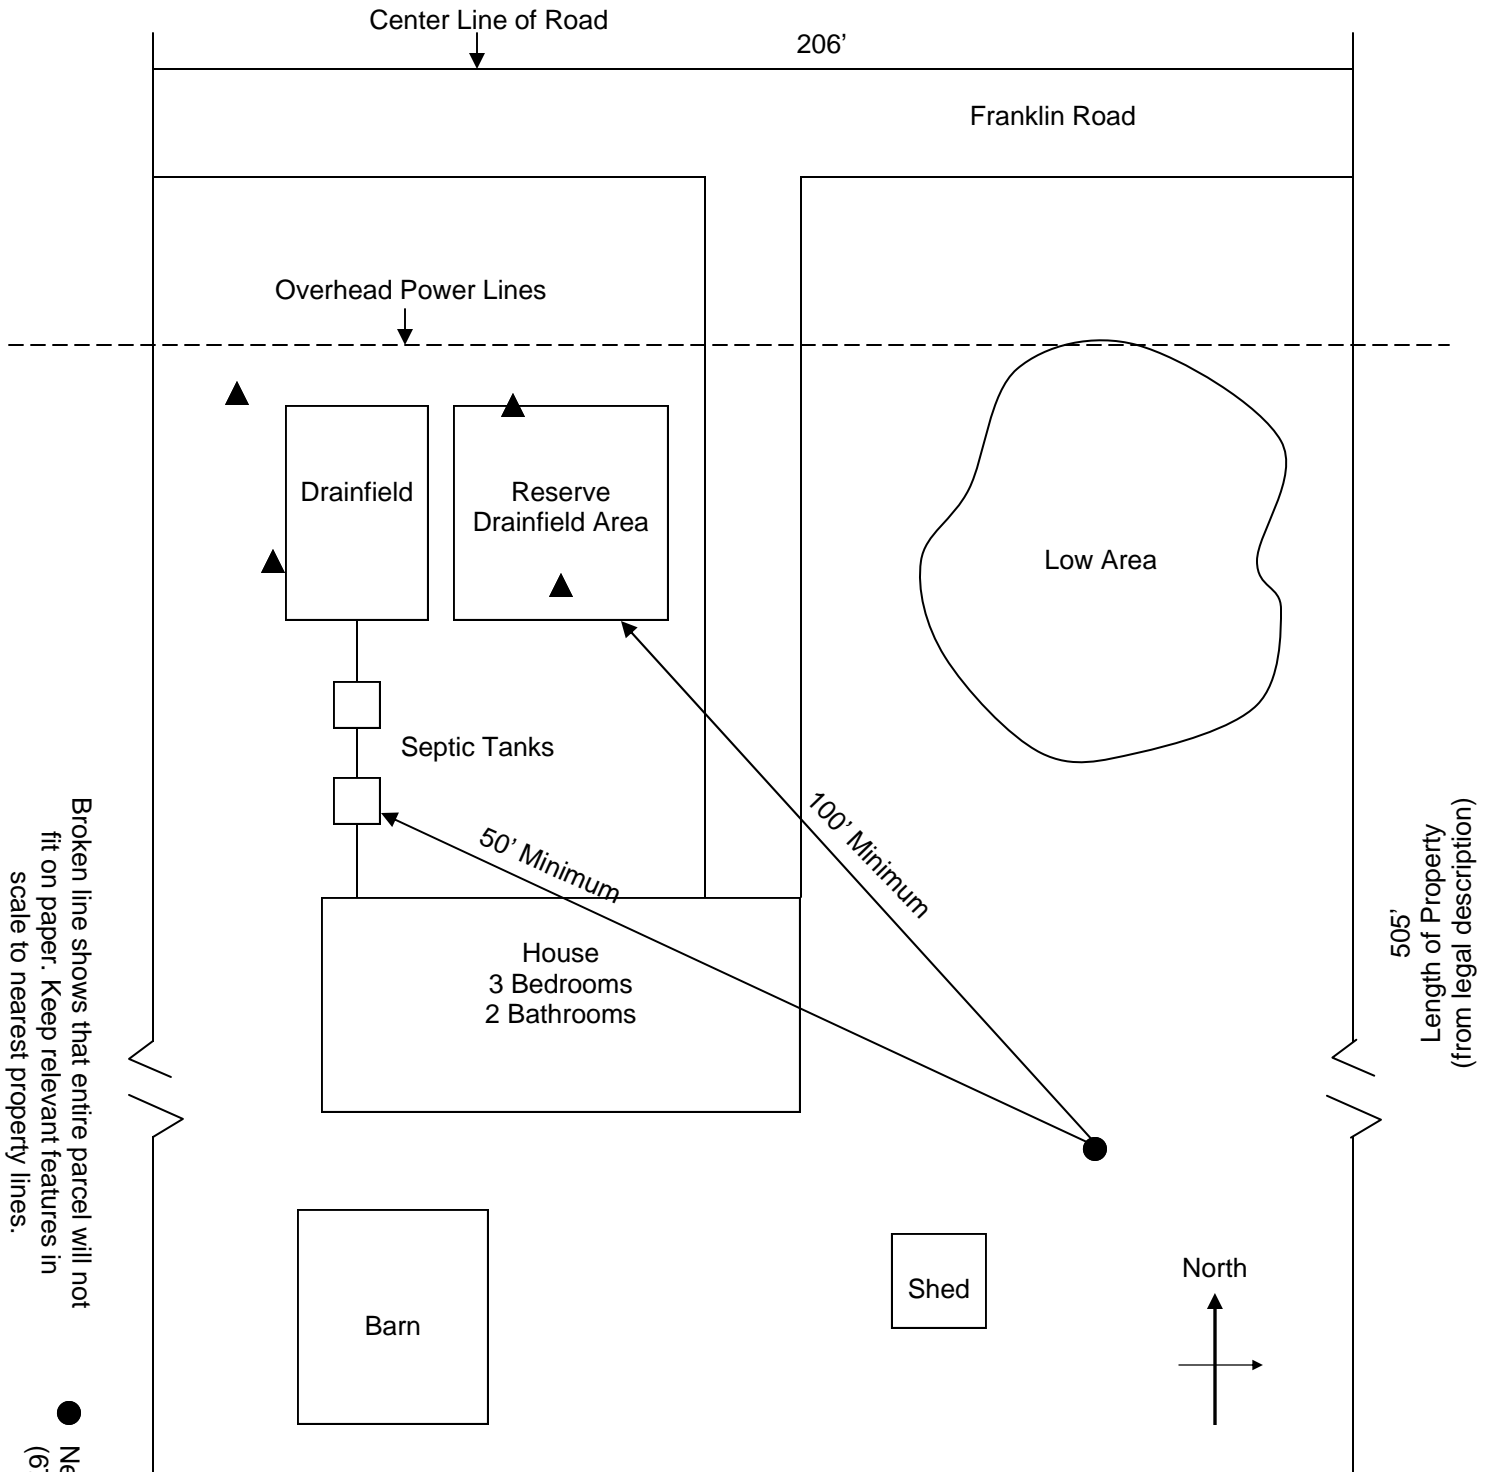 Center Line of Road
206’
Franklin Road
Overhead Power Lines
Drainfield
Reserve
Drainfield Area
Low Area
Septic Tanks
50’ Minimum
100’ Minimum
House
3 Bedrooms
2 Bathrooms
505’
Length of Property
(from legal description)
Broken line shows that entire parcel will not
fit on paper. Keep relevant features in
scale to nearest property lines.
Barn
Shed
North